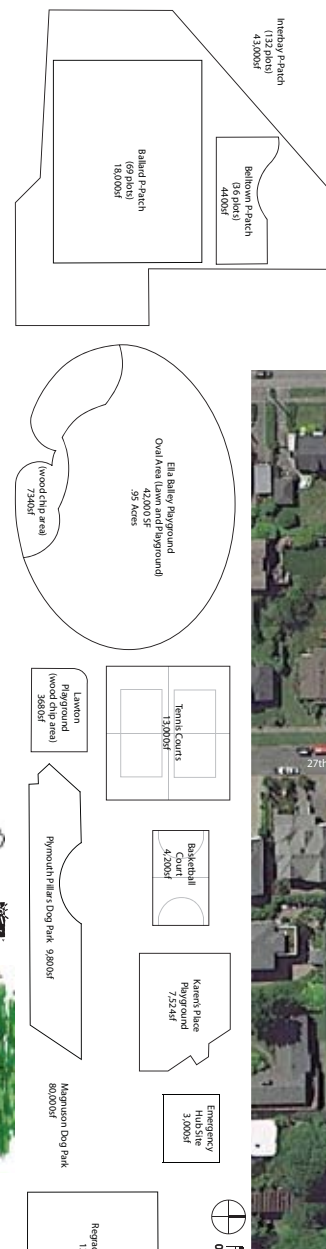 Interbay P-Patch
(132 plots)
43,000sf
Belltown P-Patch
(36 plots)
4400sf
Ballard P-Patch
(69 plots)
18,000sf
Ella Bailey Playground
Oval Area (Lawn and Playground)
42,000 SF
.95 Acres
(wood chip area)
7340sf
Lawton
Playground
(wood chip area)
3680sf
Tennis Courts
13,000sf
27th
Basketball
Court
4,200sf
Plymouth Pillars Dog Park 9,800sf
Karen's Place
Playground
7,524sf
Magnuson Dog Park
80,000sf
Emergency
Hub Site
3,000sf